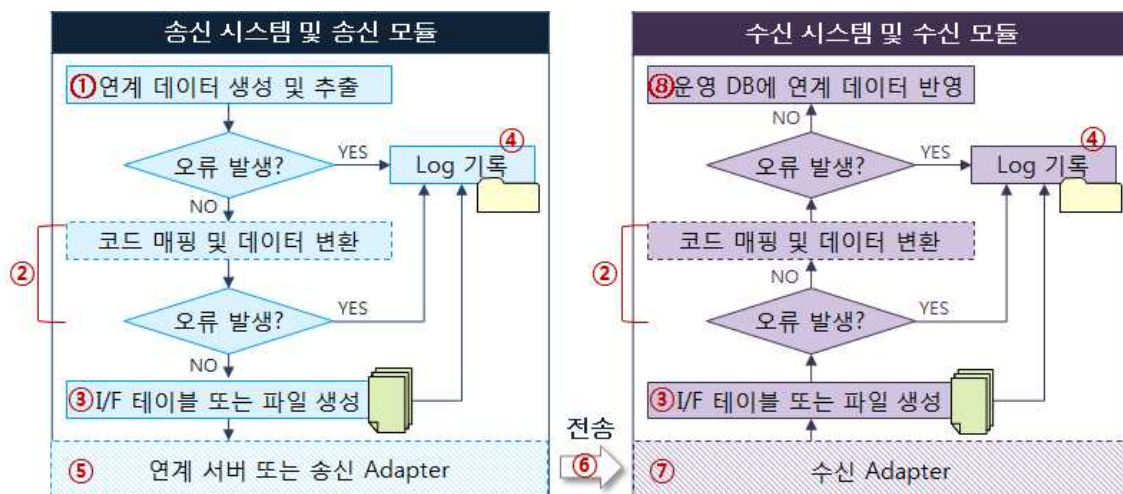 송신 시스템 및 송신 모듈
① 연계 데이터 생성 및 추출
오류 발생?
YES
④
Log 기록
NO
②
코드 매핑 및 데이터 변환
오류 발생?
YES
NO
③ I/F 테이블 또는 파일 생성
⑤ 연계 서버 또는 송신 Adapter
전송
⑥
수신 시스템 및 수신 모듈
⑧ 운영 DB에 연계 데이터 반영
NO
오류 발생?
YES
④
Log 기록
②
코드 매핑 및 데이터 변환
NO
오류 발생?
YES
③ I/F 테이블 또는 파일 생성
⑦ 수신 Adapter